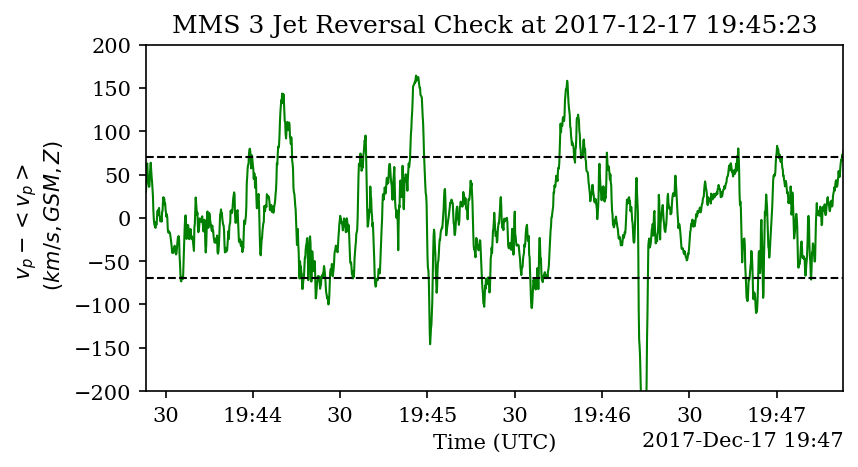 MMS 3 Jet Reversal Check at 2017-12-17 19:45:23
200
150
100
50
0
−50
−100
−150
−200
v_p − < v_p >
(km/s, GSM, Z)
30 19:44 30 19:45 30 19:46 30 19:47
Time (UTC)
2017-Dec-17 19:47